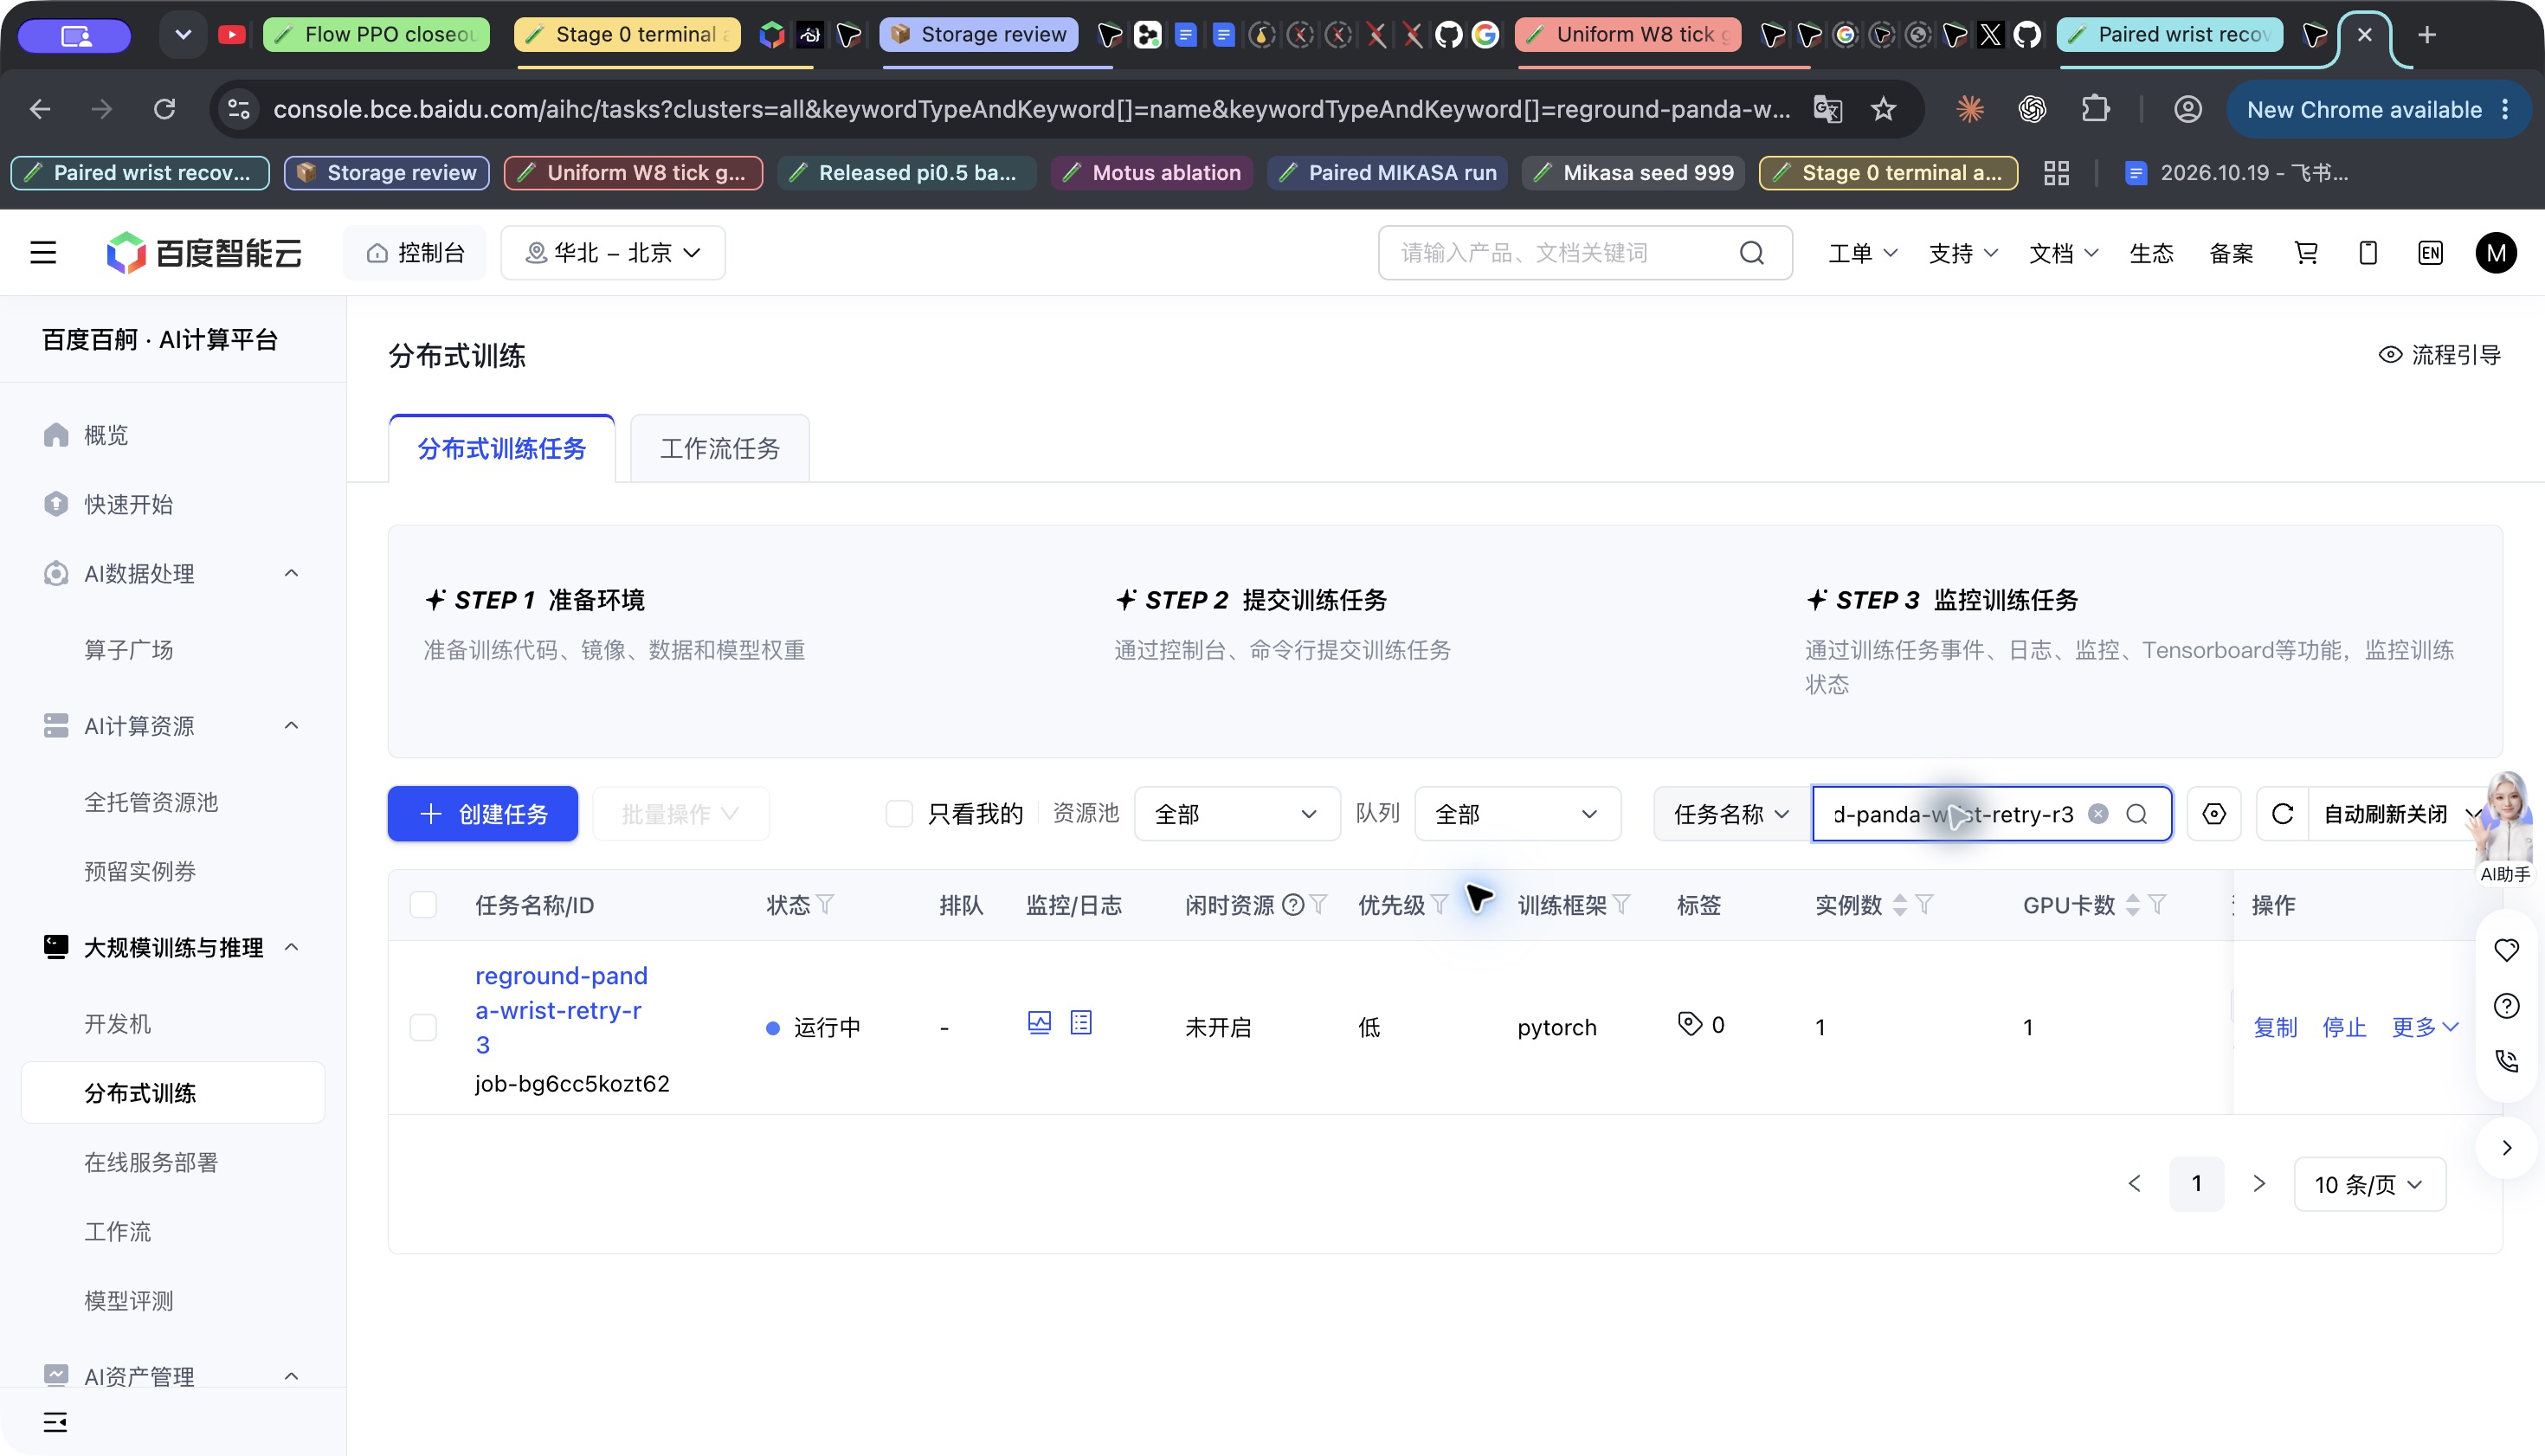 Flow PPO closeou
Stage 0 terminal a
Storage review
Uniform W8 tick g
Paired wrist recov
console.bce.baidu.com/aihc/tasks?clusters=all&keywordTypeAndKeyword[]=name&keywordTypeAndKeyword[]=reground-panda-w...
New Chrome available
Paired wrist recov...
Storage review
Uniform W8 tick g...
Released pi0.5 ba...
Motus ablation
Paired MIKASA run
Mikasa seed 999
Stage 0 terminal a...
2026.10.19 - 飞书...
百度智能云
控制台
华北 – 北京
请输入产品、文档关键词
工单
支持
文档
生态
备案
EN
M
百度百舸 · AI计算平台
概览
快速开始
AI数据处理
算子广场
AI计算资源
全托管资源池
预留实例券
大规模训练与推理
开发机
分布式训练
在线服务部署
工作流
模型评测
AI资产管理
分布式训练
流程引导
分布式训练任务
工作流任务
STEP 1 准备环境
准备训练代码、镜像、数据和模型权重
STEP 2 提交训练任务
通过控制台、命令行提交训练任务
STEP 3 监控训练任务
通过训练任务事件、日志、监控、Tensorboard等功能，监控训练
状态
创建任务
批量操作
只看我的
资源池
全部
队列
全部
任务名称
d-panda-wrist-retry-r3
自动刷新关闭
AI助手
任务名称/ID
状态
排队
监控/日志
闲时资源
优先级
训练框架
标签
实例数
GPU卡数
操作
reground-pand
a-wrist-retry-r
3
job-bg6cc5kozt62
运行中
-
未开启
低
pytorch
0
1
1
复制
停止
更多
1
10 条/页